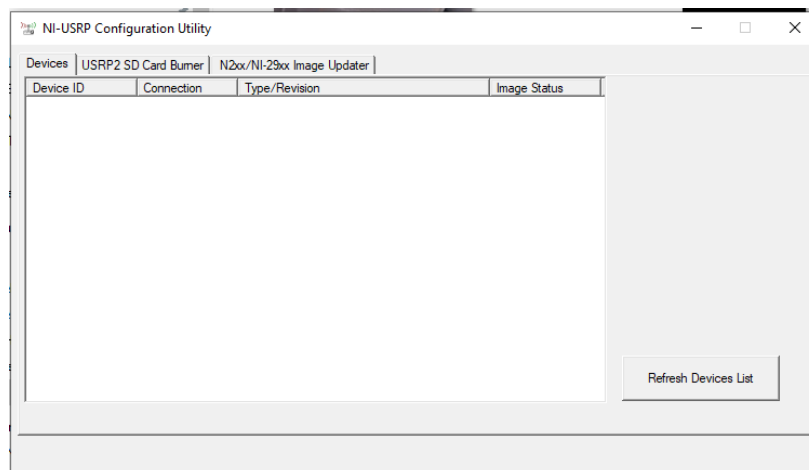 NI-USRP Configuration Utility
Devices USRP2 SD Card Burner N2xx/NI-29xx Image Updater
Device ID Connection Type/Revision Image Status
Refresh Devices List